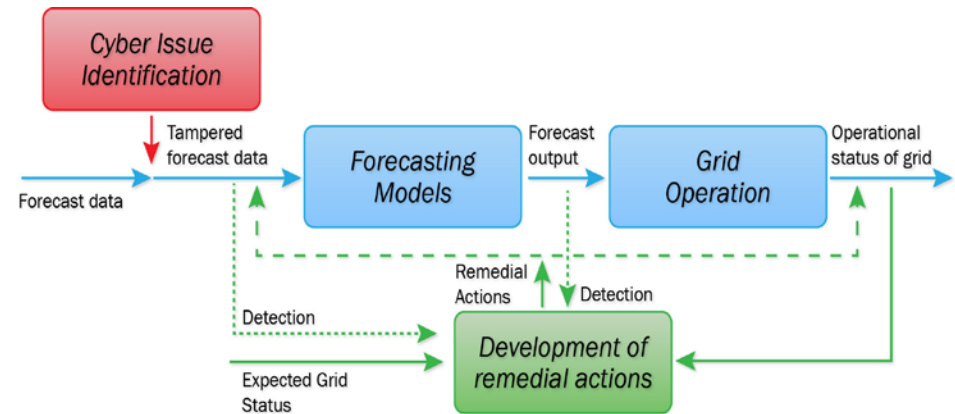 Cyber Issue
Identification
Tampered
forecast data
Forecast data
Forecasting
Models
Forecast
output
Grid
Operation
Operational
status of grid
Remedial
Actions
Detection
Detection
Development of
remedial actions
Expected Grid
Status